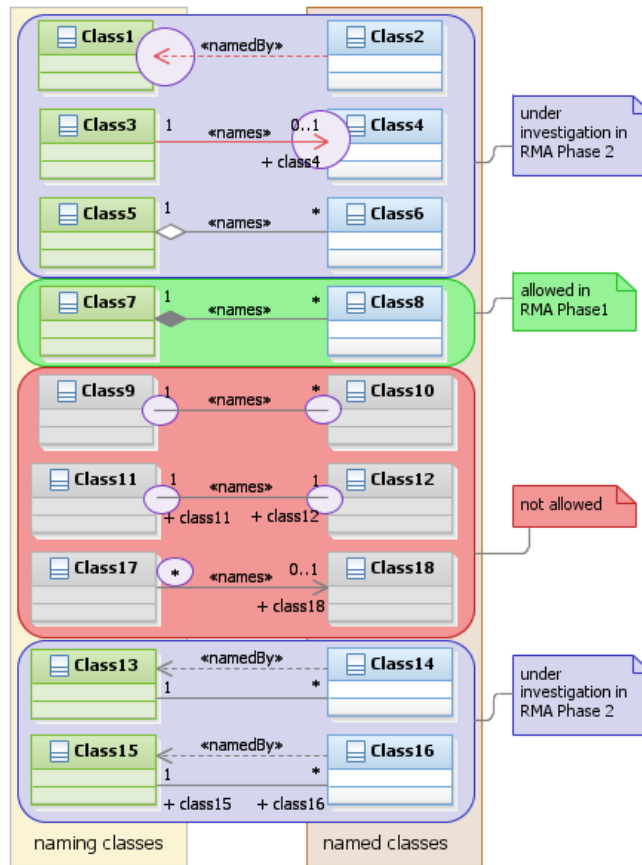 Class1
«namedBy»
Class2
Class3
1
«names»
0..1
Class4
+ class4
under
investigation in
RMA Phase 2
Class5
1
«names»
*
Class6
Class7
1
«names»
*
Class8
allowed in
RMA Phase1
Class9
1
«names»
*
Class10
Class11
1
«names»
1
Class12
+ class11
+ class12
not allowed
Class17
*
«names»
0..1
Class18
+ class18
Class13
«namedBy»
Class14
1
*
under
investigation in
RMA Phase 2
Class15
«namedBy»
Class16
1
*
+ class15
+ class16
naming classes
named classes